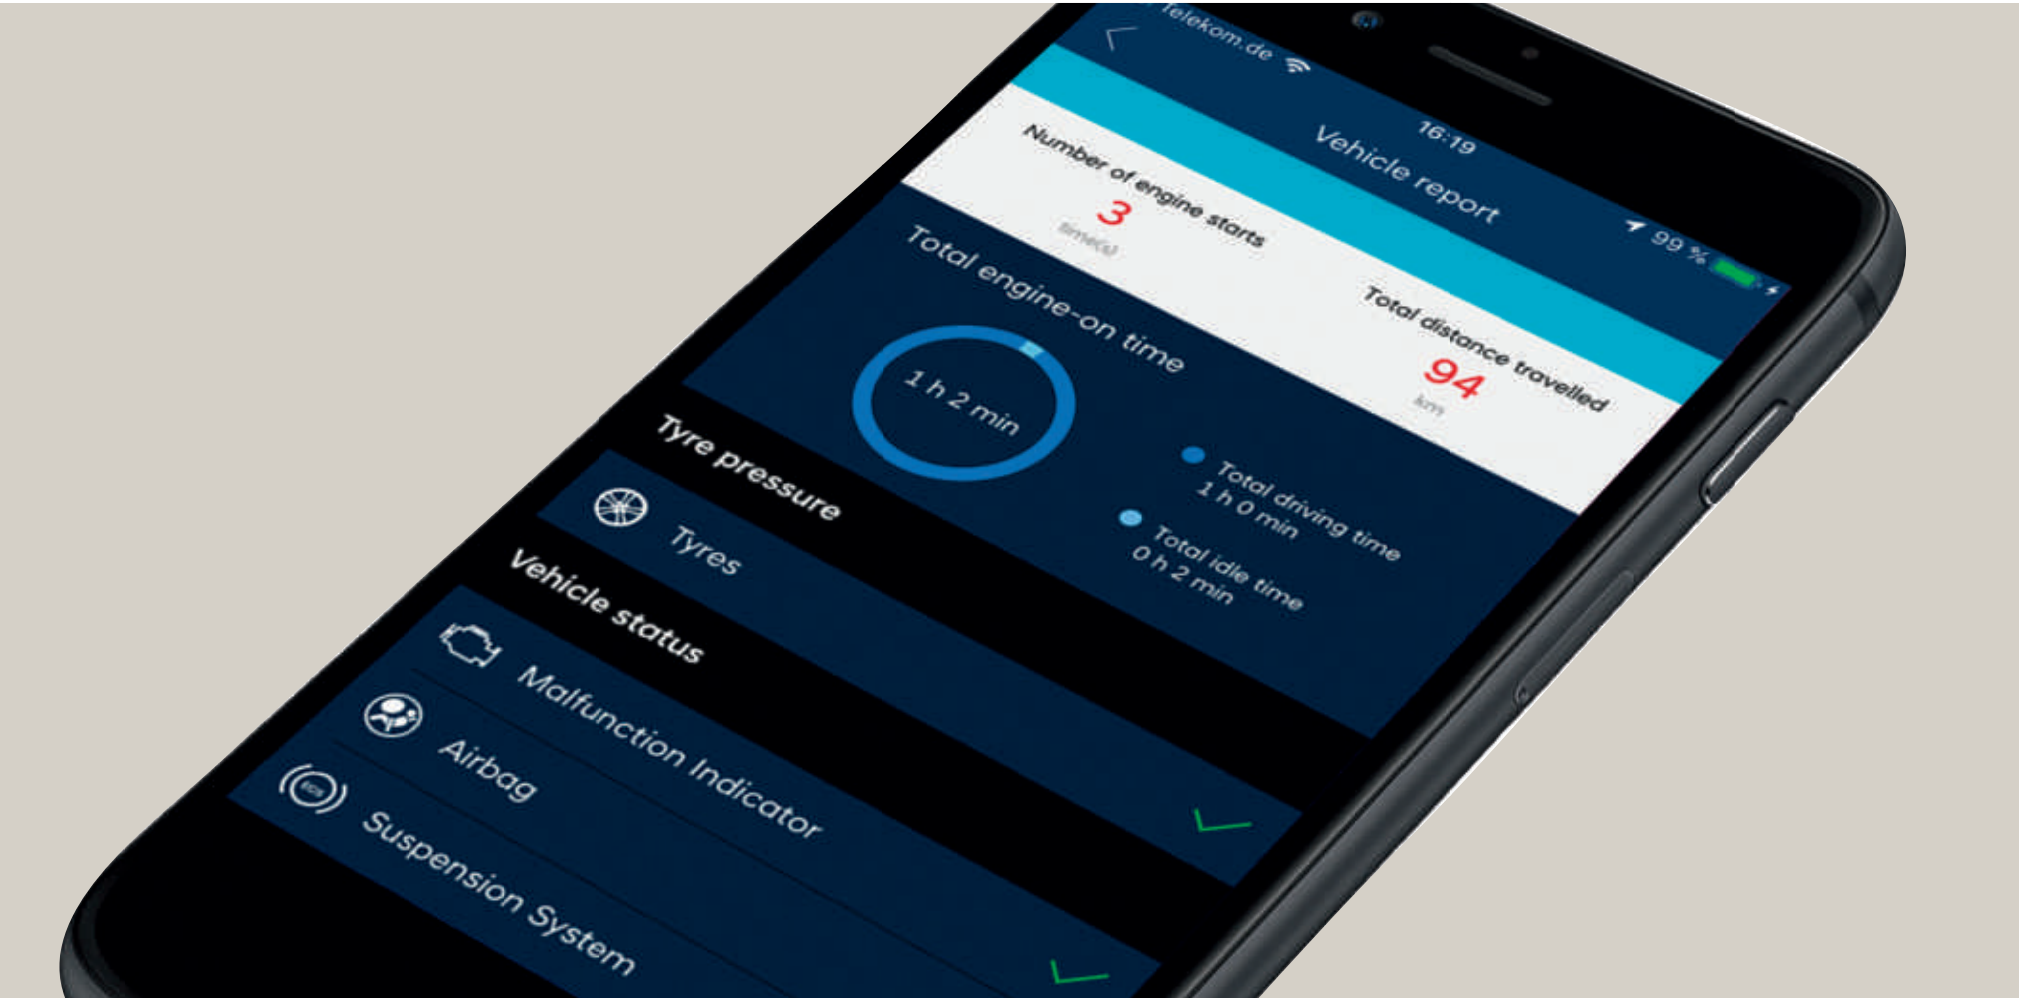 Telekom.de
16:19
99 %
Vehicle report
Number of engine starts
3
time(s)
Total distance travelled
94
km
Total engine-on time
1 h 2 min
Total driving time
1 h 0 min
Total idle time
0 h 2 min
Tyre pressure
Tyres
Vehicle status
Malfunction Indicator
Airbag
Suspension System